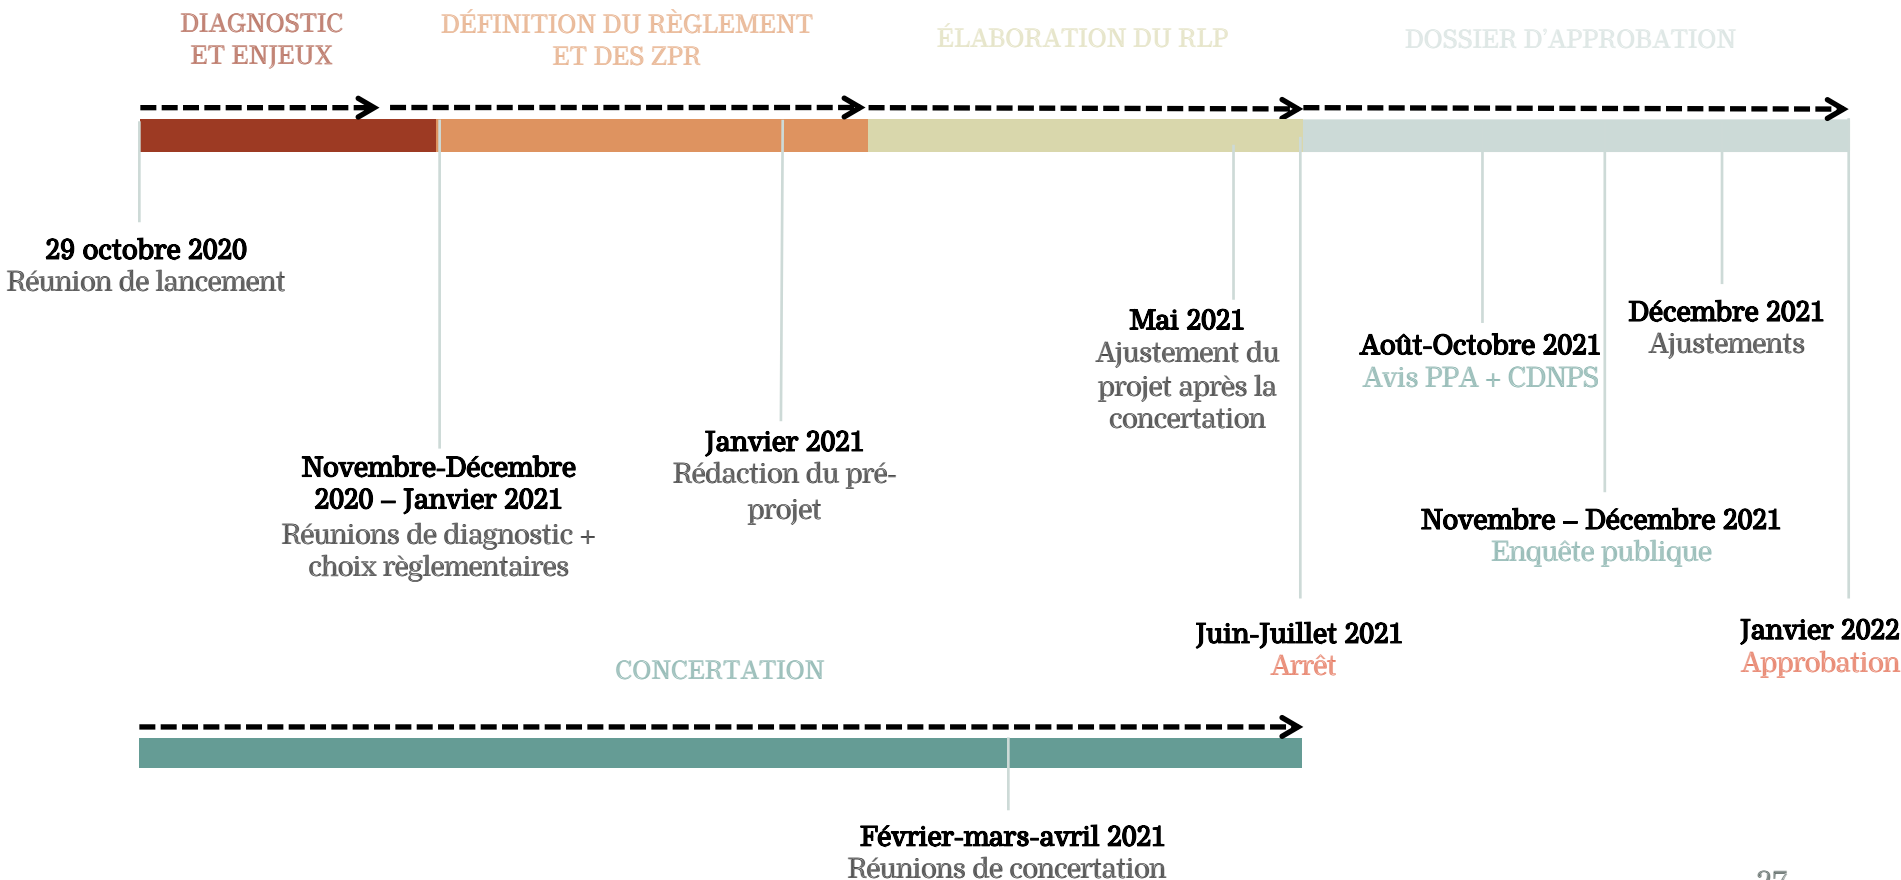 DIAGNOSTIC
ET ENJEUX
DÉFINITION DU RÈGLEMENT
ET DES ZPR
ÉLABORATION DU RLP
DOSSIER D'APPROBATION
29 octobre 2020
Réunion de lancement
Novembre-Décembre
2020 – Janvier 2021
Réunions de diagnostic +
choix règlementaires
Janvier 2021
Rédaction du pré-
projet
Mai 2021
Ajustement du
projet après la
concertation
Juin-Juillet 2021
Arrêt
Août-Octobre 2021
Avis PPA + CDNPS
Novembre – Décembre 2021
Enquête publique
Décembre 2021
Ajustements
Janvier 2022
Approbation
CONCERTATION
Février-mars-avril 2021
Réunions de concertation
27